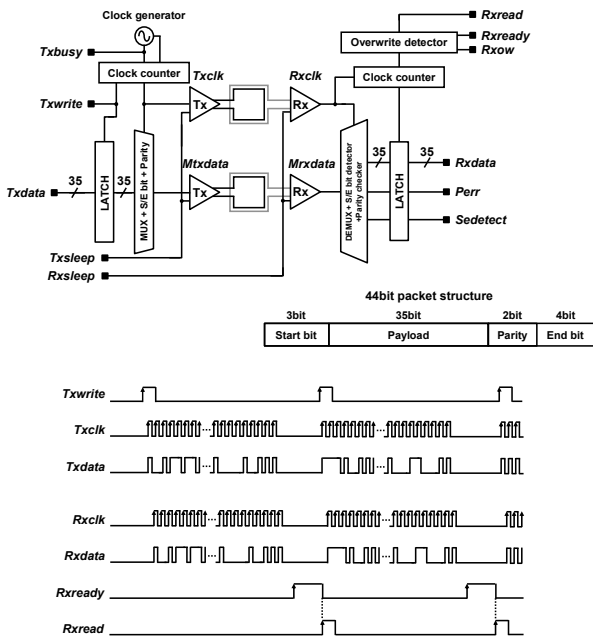 Clock generator
Rxread
Txbusy
Overwrite detector
Rxready
Rxow
Clock counter
Txclk
Rxclk
Clock counter
Txwrite
Tx
Rx
35
35
Mtxdata
Mrxdata
35
35
Txdata
LATCH
MUX + S/E bit + Parity
Tx
Rx
DEMUX + S/E bit detector
+Parity checker
LATCH
Rxdata
Perr
Sedetect
Txsleep
Rxsleep
44bit packet structure
3bit 35bit 2bit 4bit
Start bit Payload Parity End bit
Txwrite
Txclk
Txdata
Rxclk
Rxdata
Rxready
Rxread